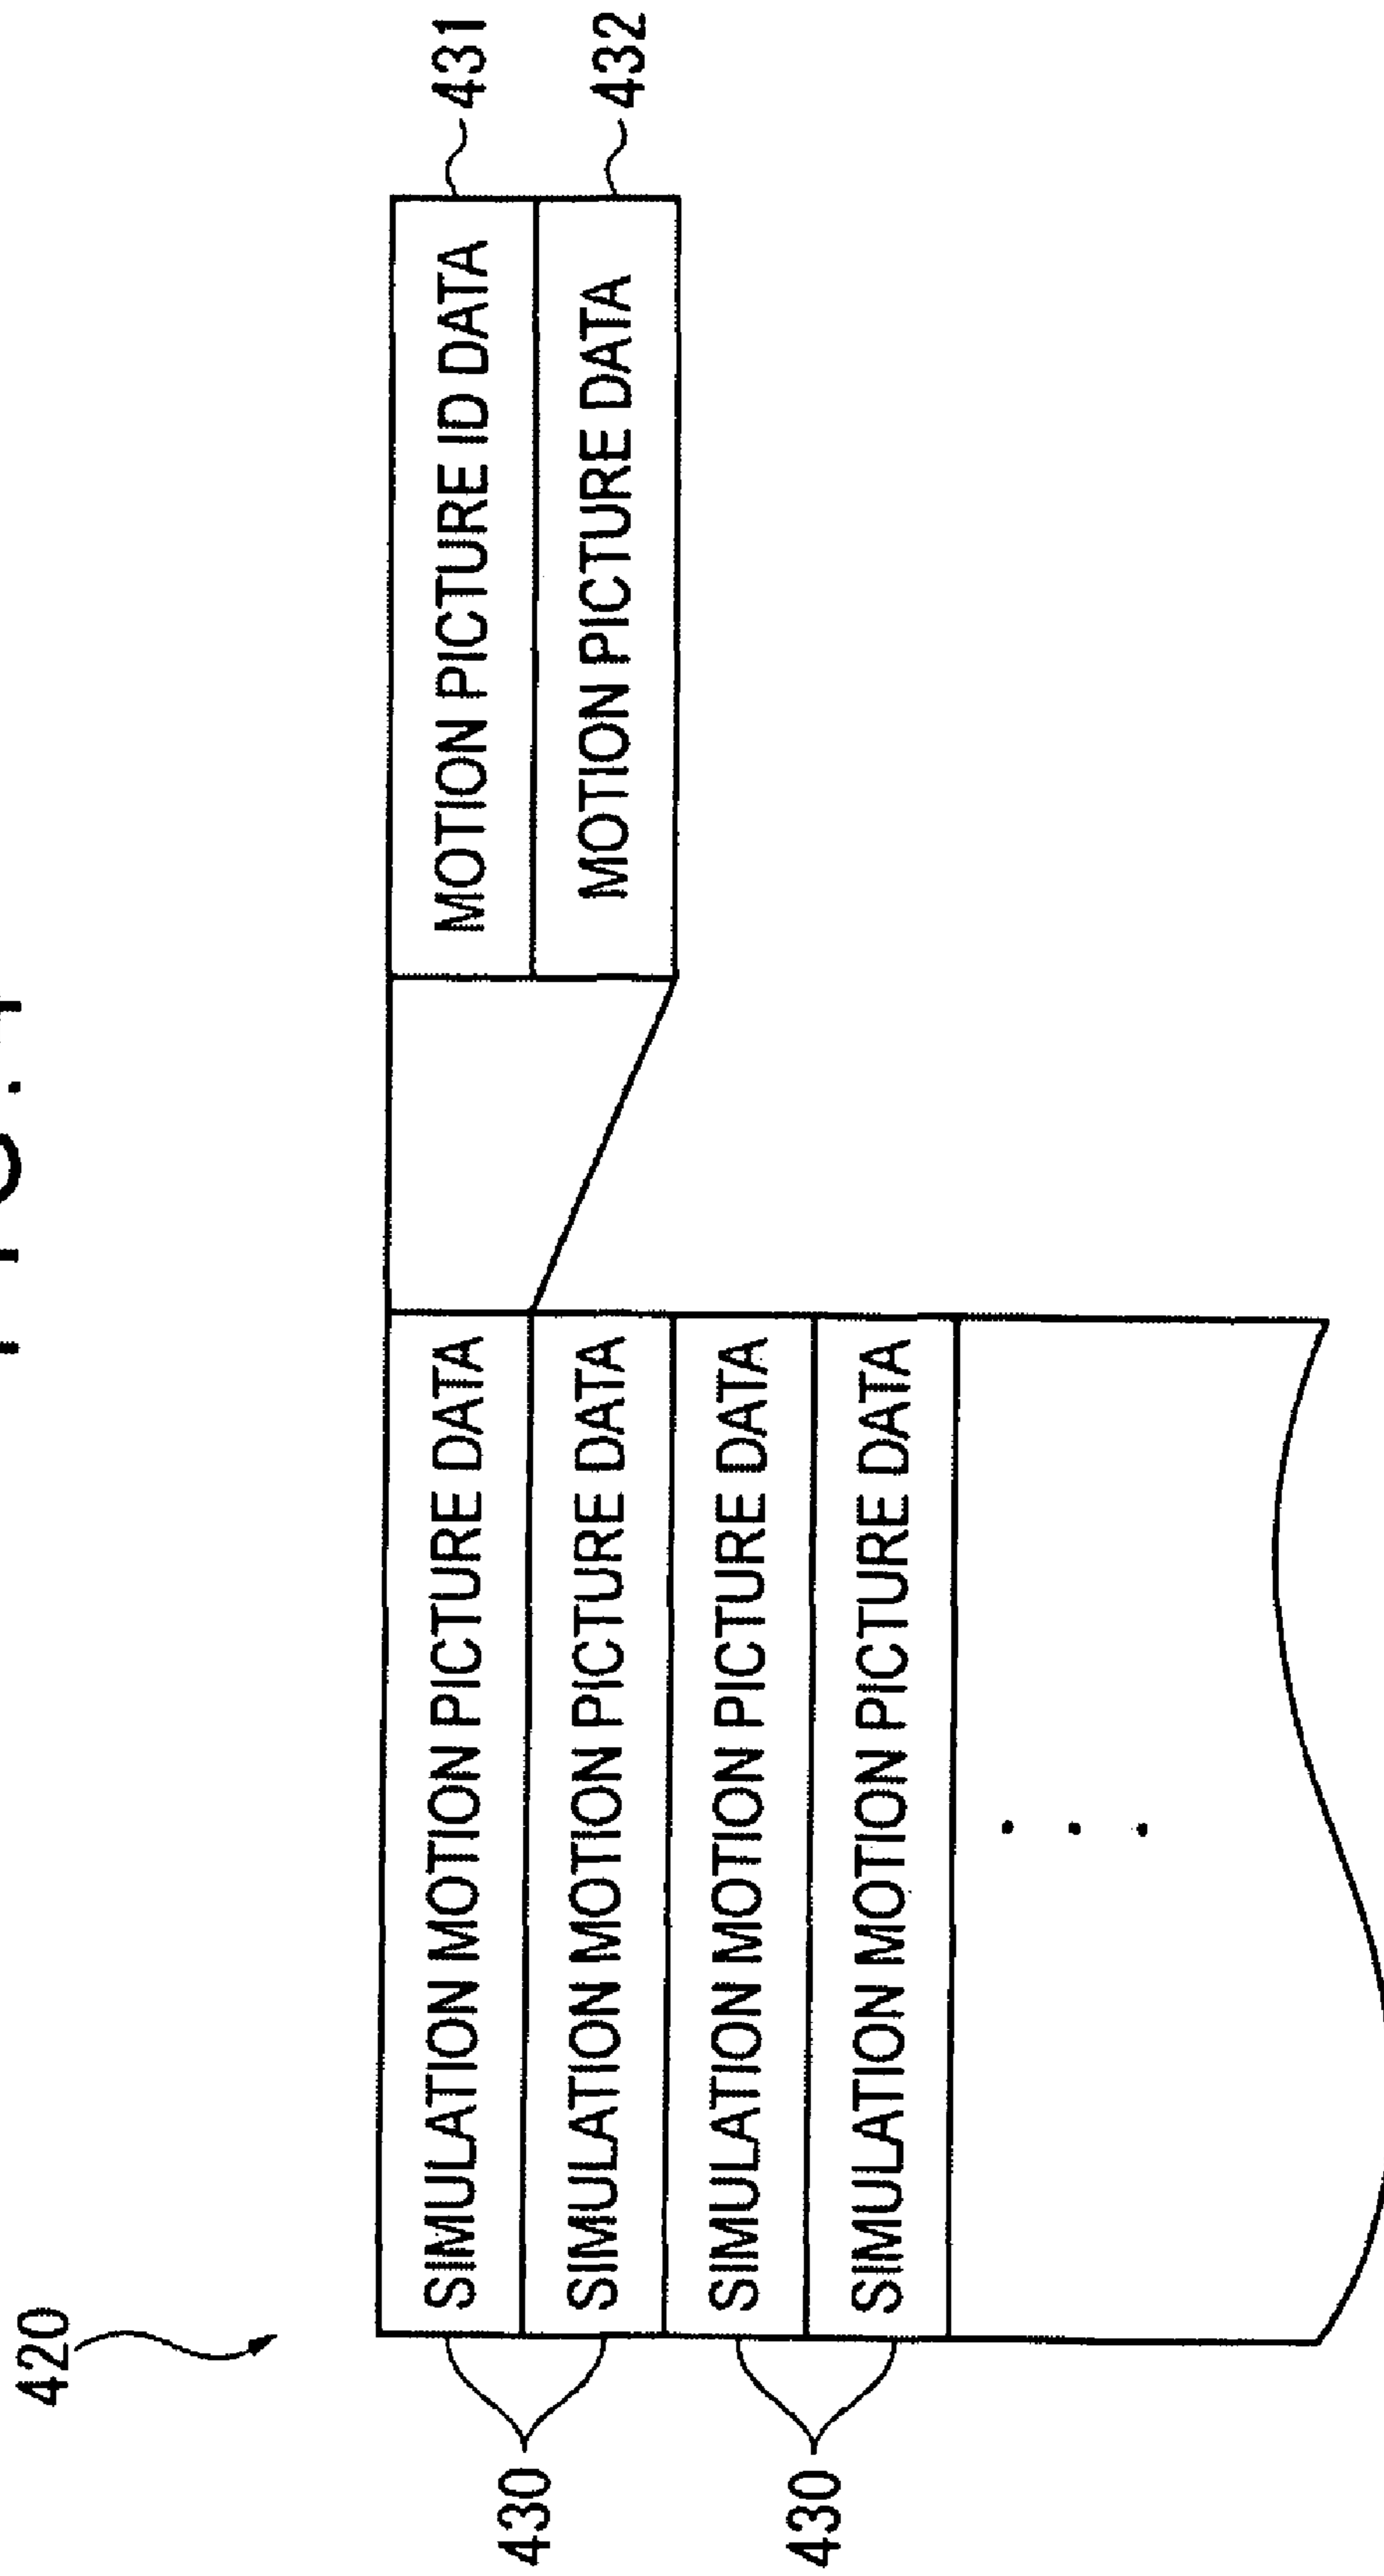 420
SIMULATION MOTION PICTURE DATA
MOTION PICTURE ID DATA
431
430
SIMULATION MOTION PICTURE DATA
MOTION PICTURE DATA
432
SIMULATION MOTION PICTURE DATA
430
SIMULATION MOTION PICTURE DATA